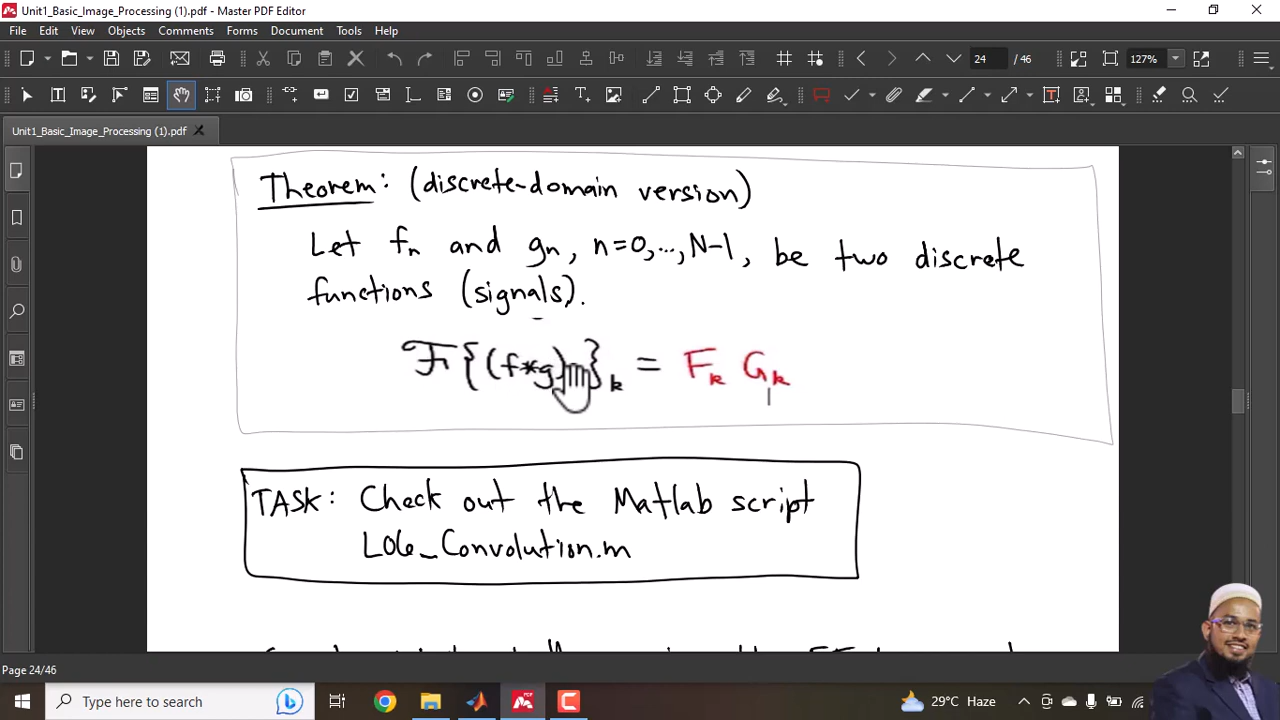 Unit1_Basic_Image_Processing (1).pdf - Master PDF Editor
File Edit View Objects Comments Forms Document Tools Help
24 / 46 127%
Unit1_Basic_Image_Processing (1).pdf
Theorem: (discrete-domain version)
Let fn and gn, n=0,...,N-1, be two discrete
functions (signals).
F{(f*g) }k = Fk Gk
TASK: Check out the Matlab script
L06_Convolution.m
Page 24/46
Type here to search
29°C Haze